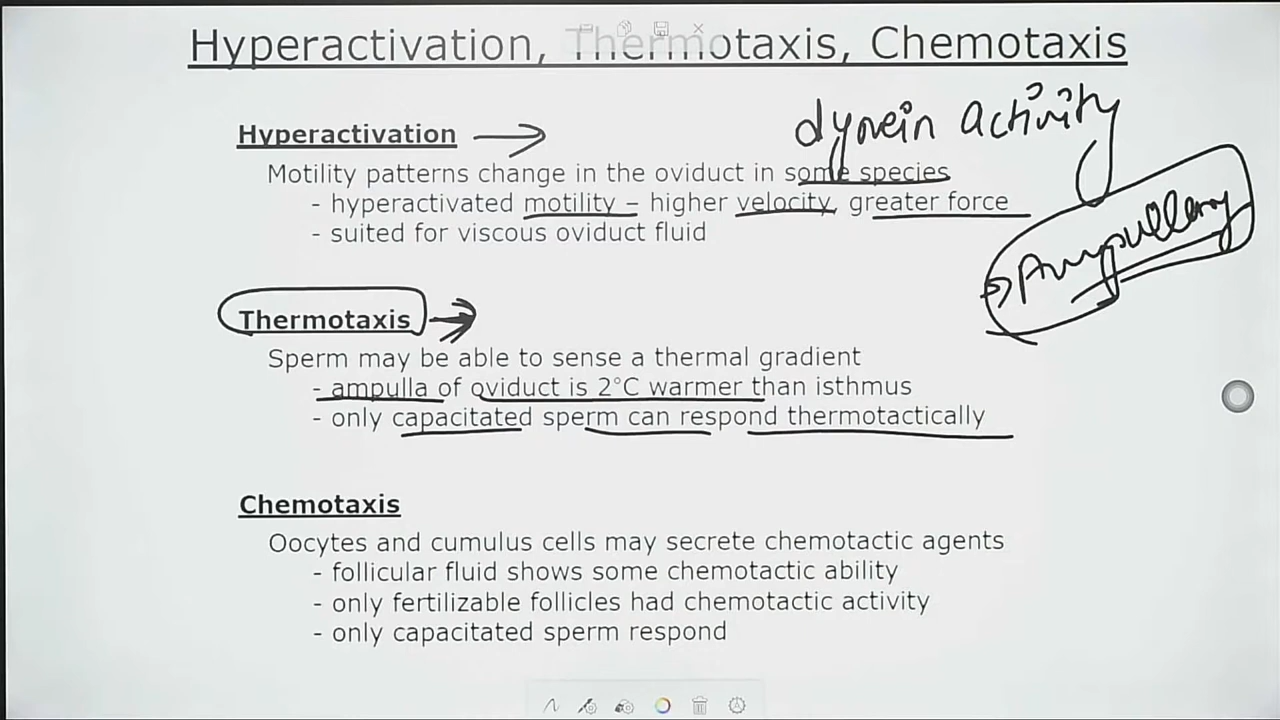 Hyperactivation, Thermotaxis, Chemotaxis
dynein activity
Hyperactivation
Motility patterns change in the oviduct in some species
- hyperactivated motility – higher velocity, greater force
- suited for viscous oviduct fluid
Ampullary
Thermotaxis
Sperm may be able to sense a thermal gradient
- ampulla of oviduct is 2°C warmer than isthmus
- only capacitated sperm can respond thermotactically
Chemotaxis
Oocytes and cumulus cells may secrete chemotactic agents
- follicular fluid shows some chemotactic ability
- only fertilizable follicles had chemotactic activity
- only capacitated sperm respond